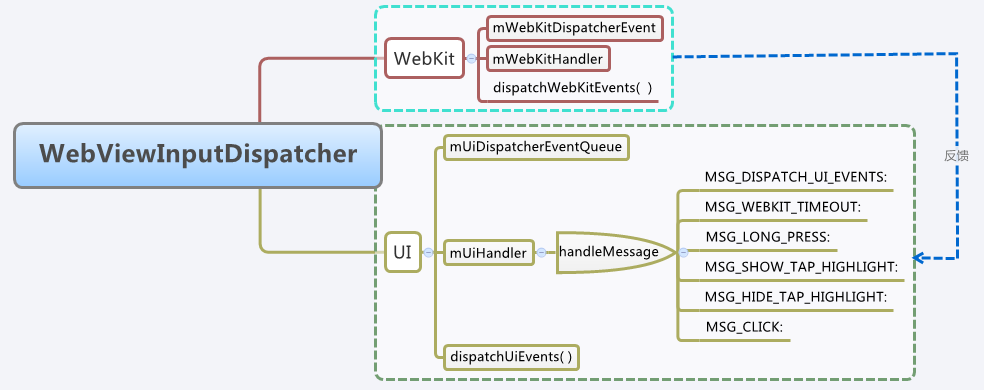 WebViewInputDispatcher
WebKit
mWebKitDispatcherEvent
mWebKitHandler
dispatchWebKitEvents( )
反馈
UI
mUiDispatcherEventQueue
mUiHandler
handleMessage
MSG_DISPATCH_UI_EVENTS:
MSG_WEBKIT_TIMEOUT:
MSG_LONG_PRESS:
MSG_SHOW_TAP_HIGHLIGHT:
MSG_HIDE_TAP_HIGHLIGHT:
MSG_CLICK:
dispatchUiEvents( )